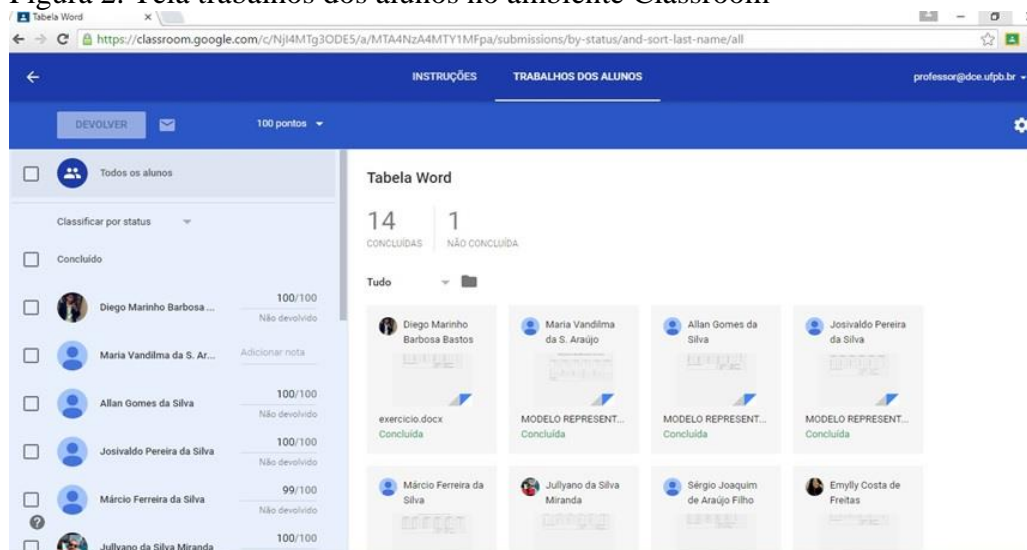 Figura 2: Tela trabalhos dos alunos no ambiente Classroom
Tabela Word
https://classroom.google.com/c/NjI4MTg3ODE5/a/MTA4NzA4MTY1MFpa/submissions/by-status/and-sort-last-name/all
INSTRUÇÕES
TRABALHOS DOS ALUNOS
professor@dce.ufpb.br
DEVOLVER
100 pontos
Todos os alunos
Classificar por status
Concluído
Diego Marinho Barbosa ...
100/100
Não devolvido
Maria Vandilma da S. Ar...
Adicionar nota
Allan Gomes da Silva
100/100
Não devolvido
Josivaldo Pereira da Silva
100/100
Não devolvido
Márcio Ferreira da Silva
99/100
Não devolvido
Jullyano da Silva Miranda
100/100
Tabela Word
14
CONCLUÍDAS
1
NÃO CONCLUÍDA
Tudo
Diego Marinho
Barbosa Bastos
exercicio.docx
Concluída
Maria Vandilma
da S. Araújo
MODELO REPRESENT...
Concluída
Allan Gomes da
Silva
MODELO REPRESENT...
Concluída
Josivaldo Pereira
da Silva
MODELO REPRESENT...
Concluída
Márcio Ferreira da
Silva
Jullyano da Silva
Miranda
Sérgio Joaquim
de Araújo Filho
Emylly Costa de
Freitas